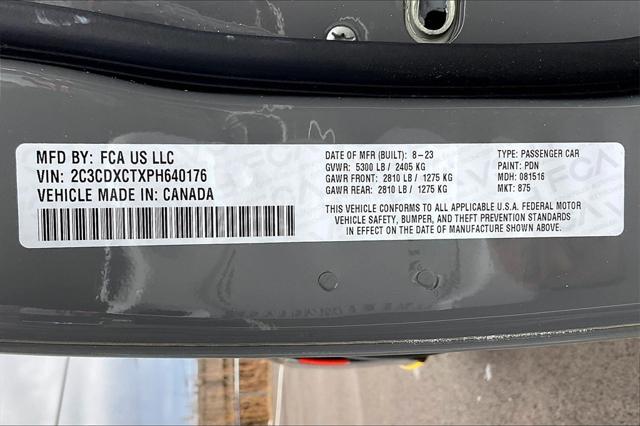 MFD BY: FCA US LLC
VIN: 2C3CDXCTXPH640176
VEHICLE MADE IN: CANADA
DATE OF MFR (BUILT): 8-23
GVWR: 5300 LB / 2405 KG
GAWR FRONT: 2810 LB / 1275 KG
GAWR REAR: 2810 LB / 1275 KG
TYPE: PASSENGER CAR
PAINT: PDN
MDH: 081516
MKT: 875
THIS VEHICLE CONFORMS TO ALL APPLICABLE U.S.A. FEDERAL MOTOR
VEHICLE SAFETY, BUMPER, AND THEFT PREVENTION STANDARDS
IN EFFECT ON THE DATE OF MANUFACTURE SHOWN ABOVE.